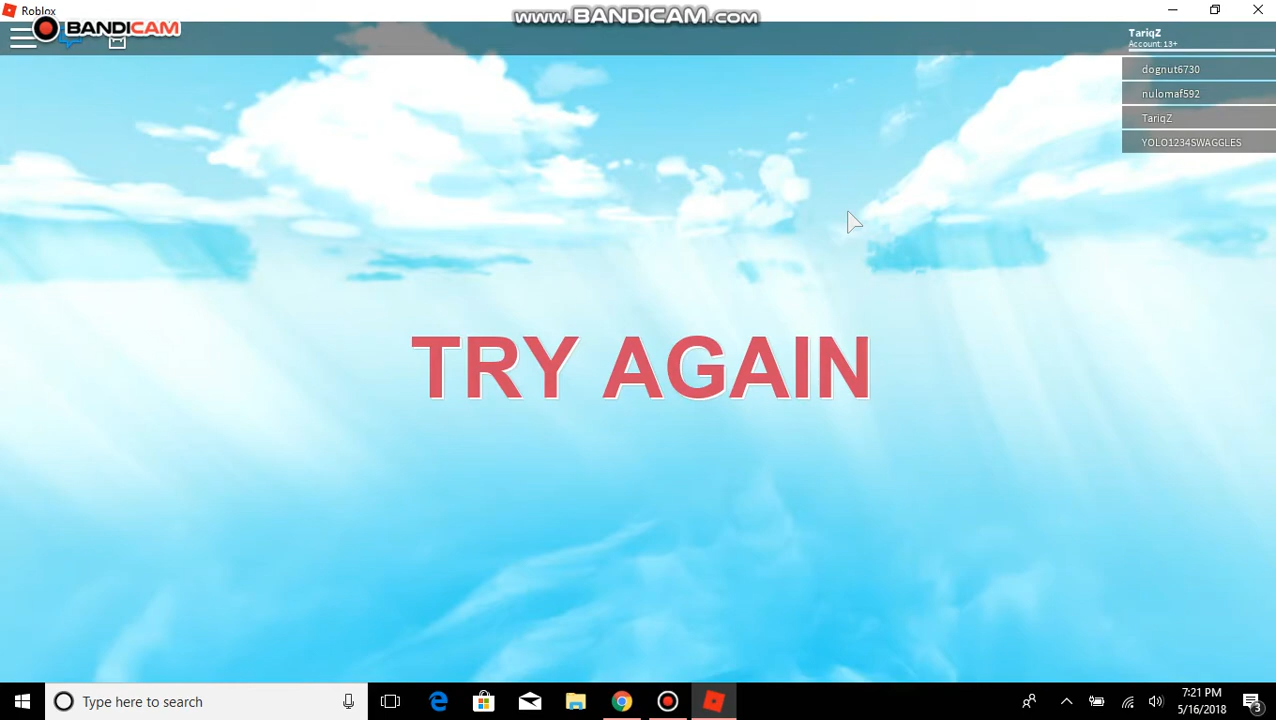 Roblox
www.BANDICAM.com
BANDICAM
TariqZ
Account: 13+
dognut6730
nulomaf592
TariqZ
YOLO1234SWAGGLES
TRY AGAIN
Type here to search
7:21 PM
5/16/2018
3